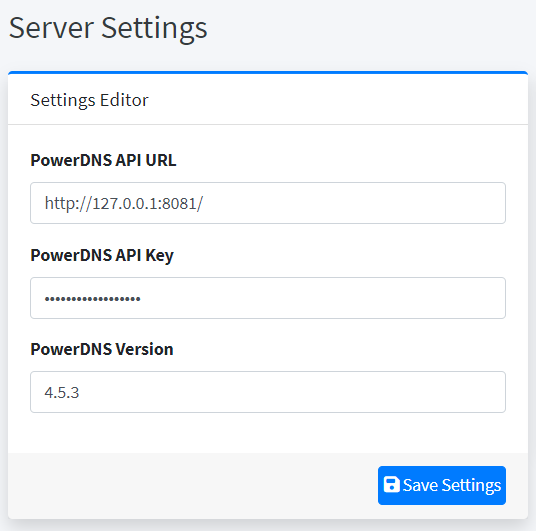 Server Settings
Settings Editor
PowerDNS API URL
http://127.0.0.1:8081/
PowerDNS API Key
••••••••••••••••••
PowerDNS Version
4.5.3
Save Settings